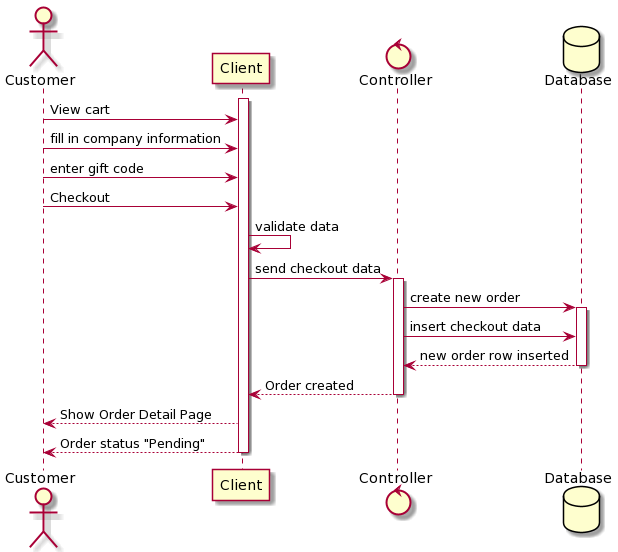 Customer
Client
Controller
Database
View cart
fill in company information
enter gift code
Checkout
validate data
send checkout data
create new order
insert checkout data
new order row inserted
Order created
Show Order Detail Page
Order status "Pending"
Customer
Client
Controller
Database